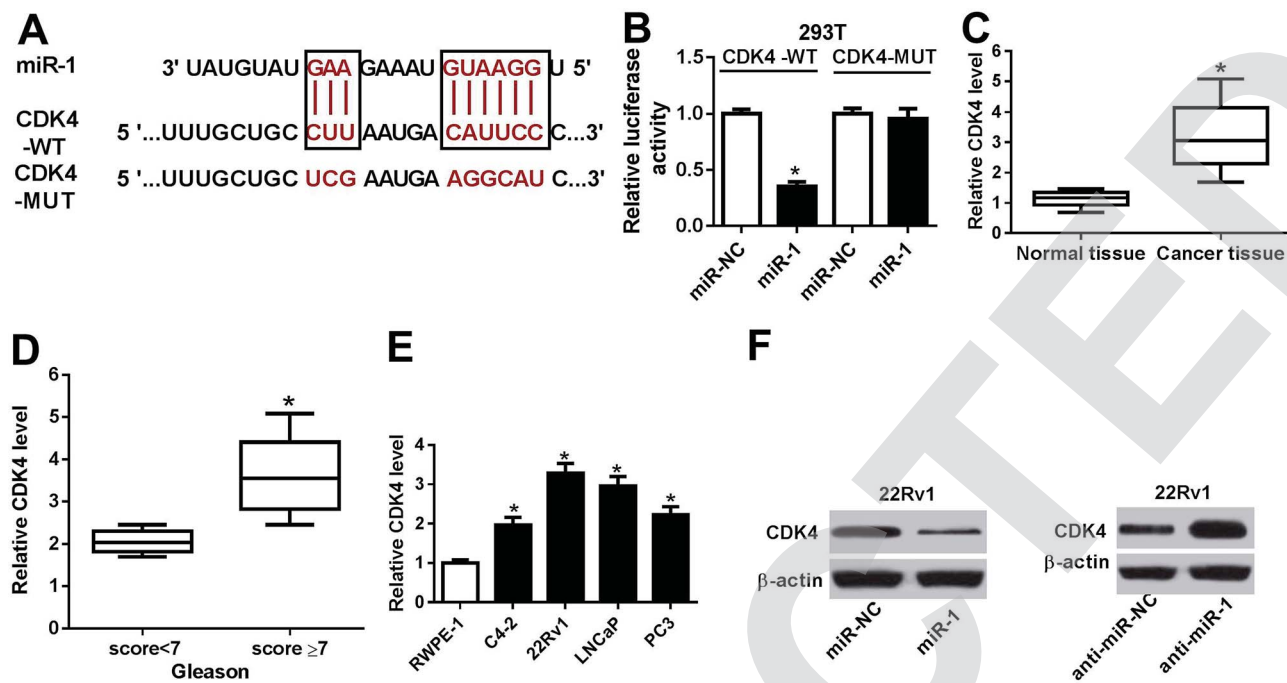 A
miR-1
3' UAUGUAU GAA GAAAU GUAAGG U 5'
CDK4
-WT
5 '...UUUGCUGC CUU AAUGA CAUUCC C...3'
CDK4
-MUT
5 '...UUUGCUGC UCG AAUGA AGGCAU C...3'
B
293T
CDK4 -WT CDK4-MUT
Relative luciferase
activity
1.5
1.0
0.5
0.0
*
miR-NC
miR-1
miR-NC
miR-1
C
Relative CDK4 level
6
5
4
3
2
1
0
*
Normal tissue Cancer tissue
D
Relative CDK4 level
6
5
4
3
2
1
0
*
score<7 score ≥7
Gleason
E
Relative CDK4 level
4
3
2
1
0
* * * *
RWPE-1
C4-2
22Rv1
LNCaP
PC3
F
22Rv1
CDK4
β-actin
miR-NC
miR-1
22Rv1
CDK4
β-actin
anti-miR-NC
anti-miR-1
CTED